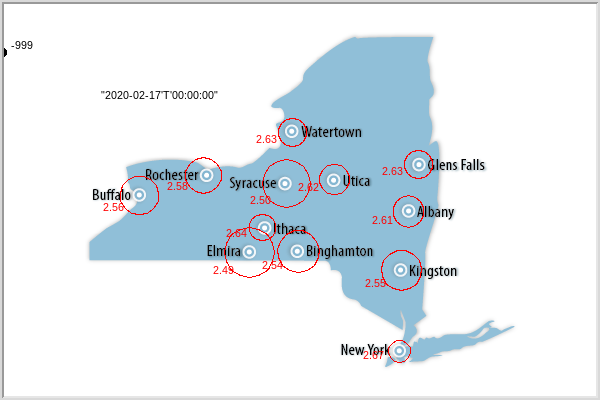 -999
"2020-02-17'T'00:00:00"
Watertown
2.63
Glens Falls
2.63
Rochester
2.58
Syracuse
2.50
Utica
2.62
Buffalo
2.56
Albany
2.61
Ithaca
2.64
Elmira
2.49
Binghamton
2.54
Kingston
2.55
New York
2.67